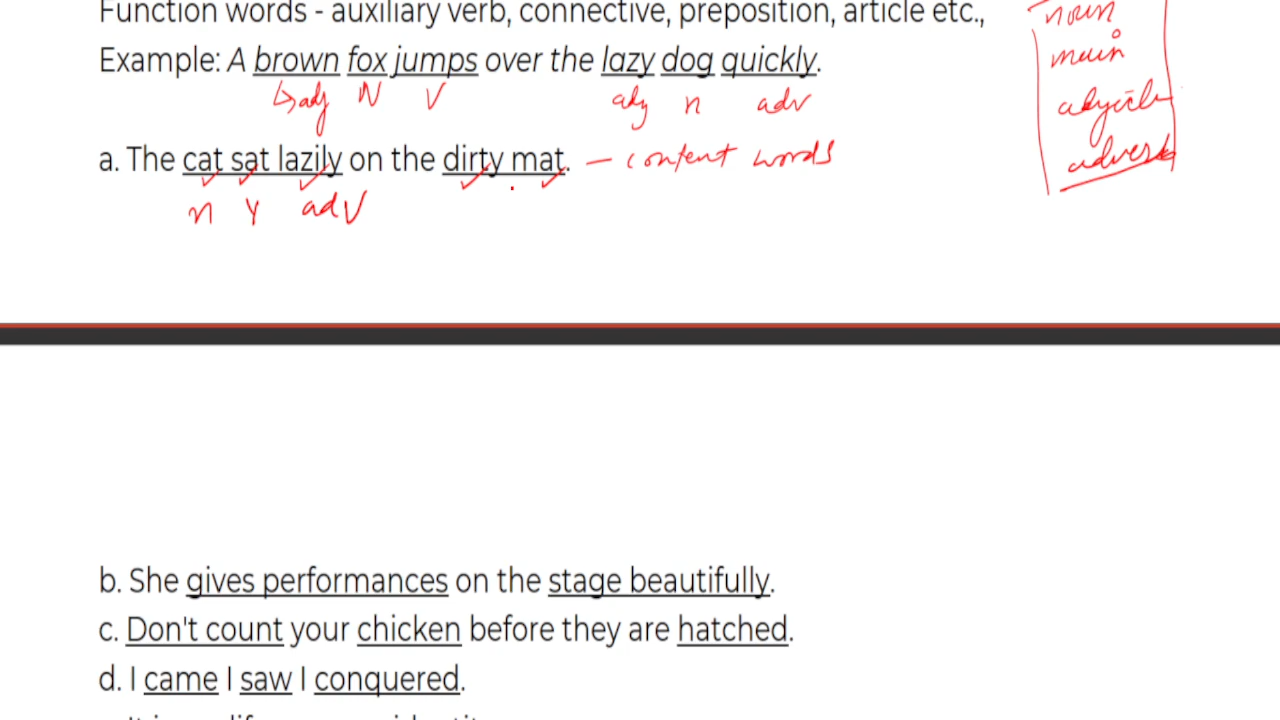 Function words - auxiliary verb, connective, preposition, article etc.,
noun
Example: A brown fox jumps over the lazy dog quickly.
main
adj N V adj n adv
a. The cat sat lazily on the dirty mat. – content words
adverb
n V adv
b. She gives performances on the stage beautifully.
c. Don't count your chicken before they are hatched.
d. I came I saw I conquered.